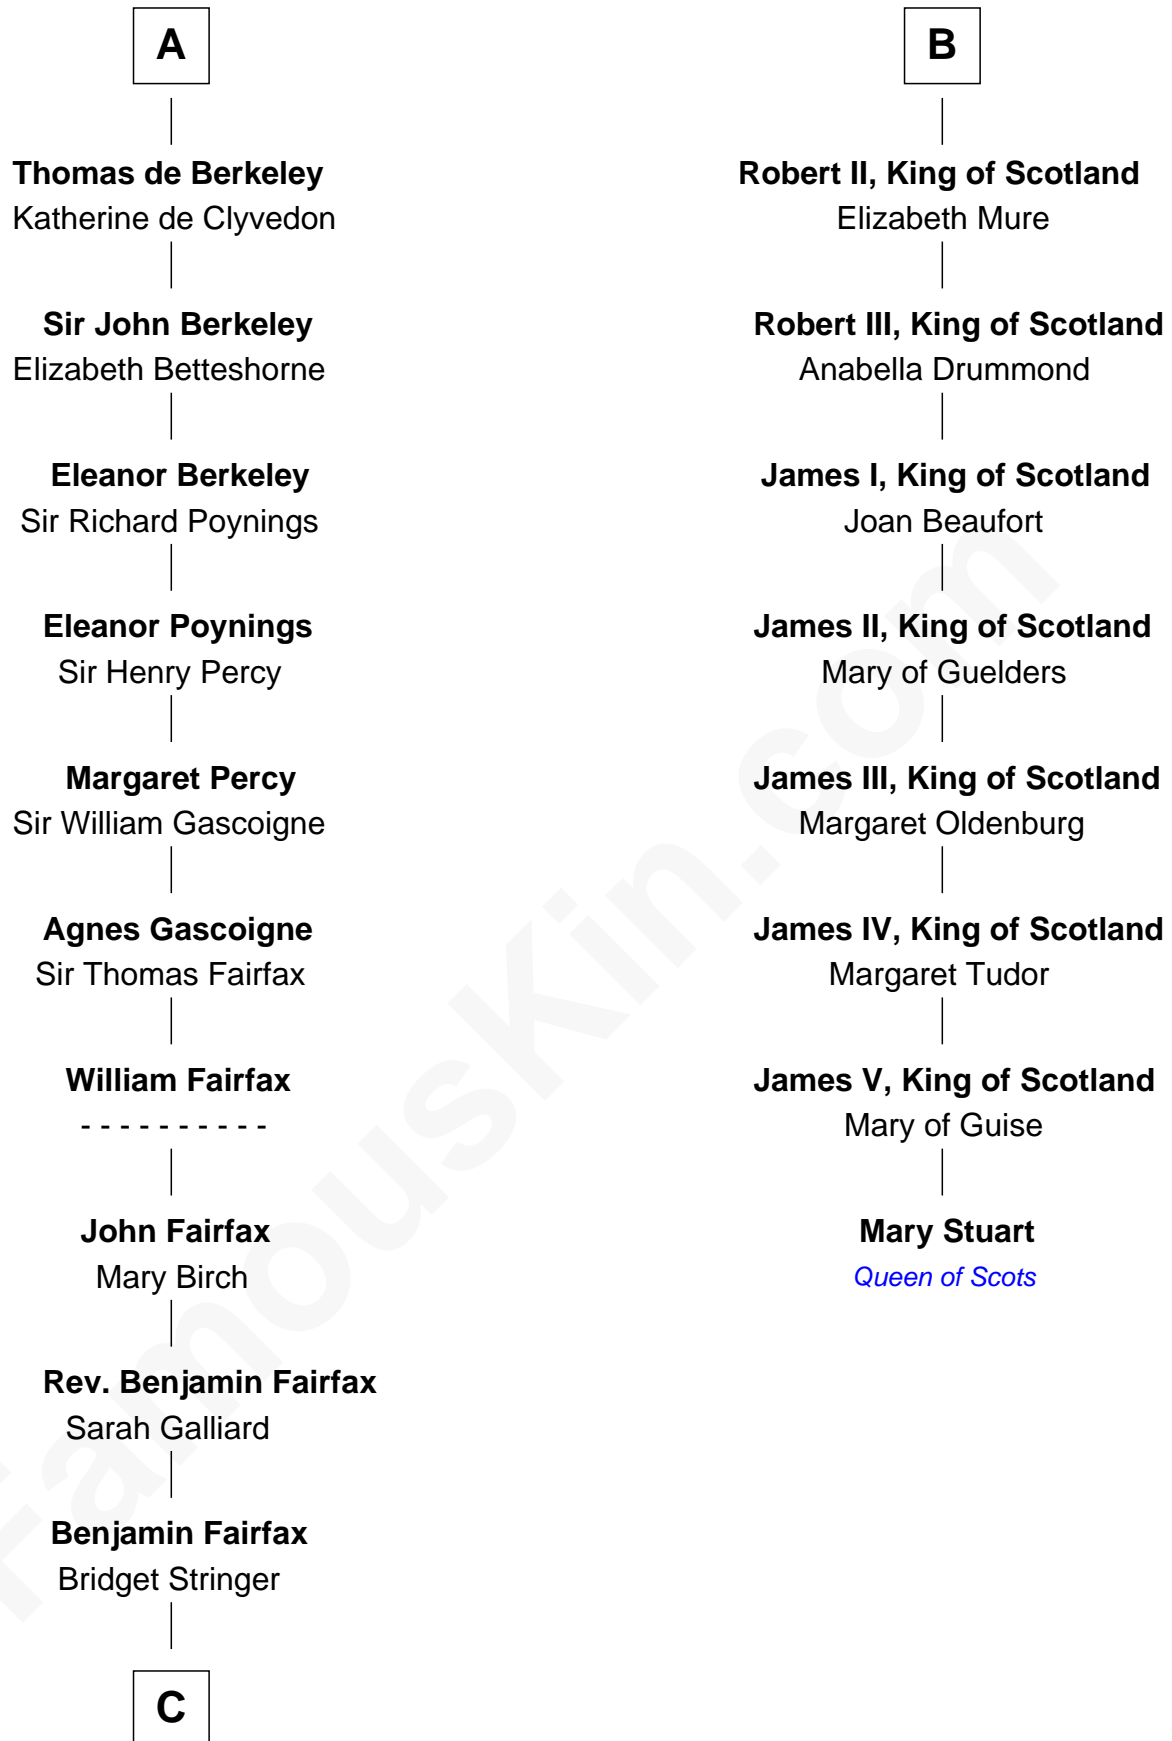 A
Thomas de Berkeley
Katherine de Clyvedon
Sir John Berkeley
Elizabeth Betteshorne
Eleanor Berkeley
Sir Richard Poynings
Eleanor Poynings
Sir Henry Percy
Margaret Percy
Sir William Gascoigne
Agnes Gascoigne
Sir Thomas Fairfax
William Fairfax
- - - - - - - - - -
John Fairfax
Mary Birch
Rev. Benjamin Fairfax
Sarah Galliard
Benjamin Fairfax
Bridget Stringer
C
B
Robert II, King of Scotland
Elizabeth Mure
Robert III, King of Scotland
Anabella Drummond
James I, King of Scotland
Joan Beaufort
James II, King of Scotland
Mary of Guelders
James III, King of Scotland
Margaret Oldenburg
James IV, King of Scotland
Margaret Tudor
James V, King of Scotland
Mary of Guise
Mary Stuart
Queen of Scots
FamousKin.com